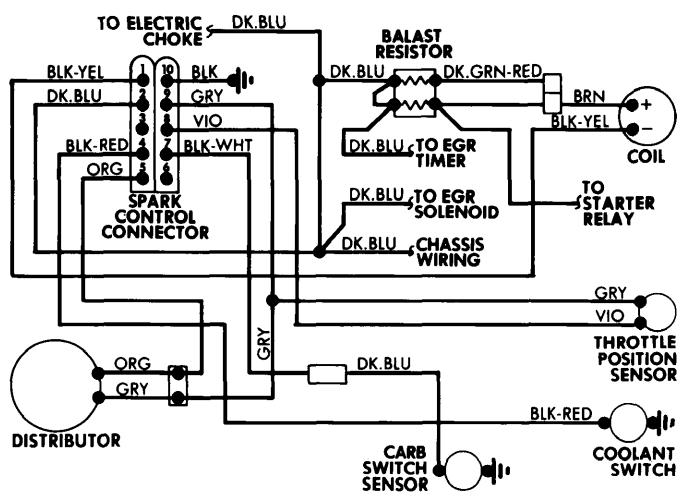 TO ELECTRIC
CHOKE
DK.BLU
BALAST
RESISTOR
BLK-YEL
1
10
BLK
DK.BLU
DK.GRN-RED
DK.BLU
2
9
GRY
BRN
+
3
8
VIO
BLK-YEL
−
COIL
BLK-RED
4
7
BLK-WHT
DK.BLU
TO EGR
TIMER
ORG
5
6
SPARK
CONTROL
CONNECTOR
DK.BLU
TO EGR
SOLENOID
TO
STARTER
RELAY
DK.BLU
CHASSIS
WIRING
GRY
VIO
GRY
THROTTLE
POSITION
SENSOR
ORG
GRY
DISTRIBUTOR
DK.BLU
BLK-RED
COOLANT
SWITCH
CARB
SWITCH
SENSOR